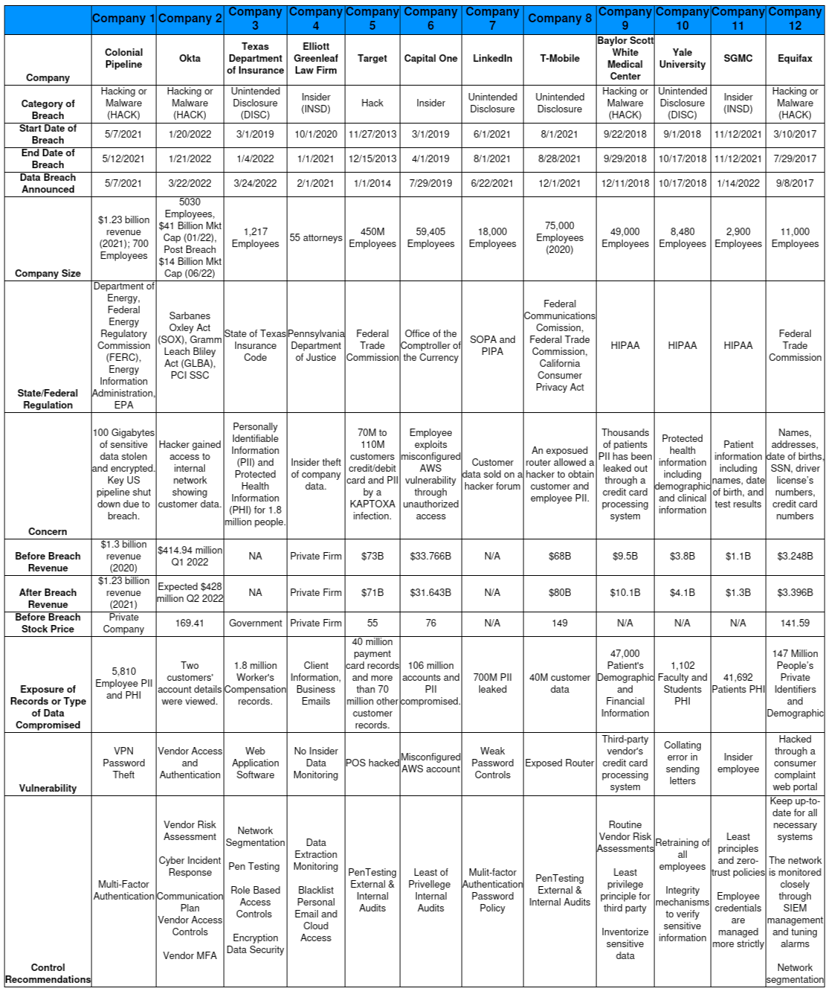 Company 1
Company 2
Company
3
Company
4
Company
5
Company
6
Company
7
Company 8
Company
9
Company
10
Company
11
Company
12
Company
Colonial
Pipeline
Okta
Texas
Department
of Insurance
Elliott
Greenleaf
Law Firm
Target
Capital One
LinkedIn
T-Mobile
Baylor Scott
White
Medical
Center
Yale
University
SGMC
Equifax
Category of
Breach
Hacking or
Malware
(HACK)
Hacking or
Malware
(HACK)
Unintended
Disclosure
(DISC)
Insider
(INSD)
Hack
Insider
Unintended
Disclosure
Unintended
Disclosure
Hacking or
Malware
(HACK)
Unintended
Disclosure
(DISC)
Insider
(INSD)
Hacking or
Malware
(HACK)
Start Date of
Breach
5/7/2021
1/20/2022
3/1/2019
10/1/2020
11/27/2013
3/1/2019
6/1/2021
8/1/2021
9/22/2018
9/1/2018
11/12/2021
3/10/2017
End Date of
Breach
5/12/2021
1/21/2022
1/4/2022
1/1/2021
12/15/2013
4/1/2019
8/1/2021
8/28/2021
9/29/2018
10/17/2018
11/12/2021
7/29/2017
Data Breach
Announced
5/7/2021
3/22/2022
3/24/2022
2/1/2021
1/1/2014
7/29/2019
6/22/2021
12/1/2021
12/11/2018
10/17/2018
1/14/2022
9/8/2017
Company Size
$1.23 billion
revenue
(2021); 700
Employees
5030
Employees,
$41 Billion Mkt
Cap (01/22),
Post Breach
$14 Billion Mkt
Cap (06/22)
1,217
Employees
55 attorneys
450M
Employees
59,405
Employees
18,000
Employees
75,000
Employees
(2020)
49,000
Employees
8,480
Employees
2,900
Employees
11,000
Employees
State/Federal
Regulation
Department of
Energy,
Federal
Energy
Regulatory
Commission
(FERC),
Energy
Information
Administration,
EPA
Sarbanes
Oxley Act
(SOX), Gramm
Leach Bliley
Act (GLBA),
PCI SSC
State of Texas
Insurance
Code
Pennsylvania
Department
of Justice
Federal
Trade
Commission
Office of the
Comptroller of
the Currency
SOPA and
PIPA
Federal
Communications
Comission,
Federal Trade
Commission,
California
Consumer
Privacy Act
HIPAA
HIPAA
HIPAA
Federal
Trade
Commission
Concern
100 Gigabytes
of sensitive
data stolen
and encrypted.
Key US
pipeline shut
down due to
breach.
Hacker gained
access to
internal
network
showing
customer data.
Personally
Identifiable
Information
(PII) and
Protected
Health
Information
(PHI) for 1.8
million people.
Insider theft
of company
data.
70M to
110M
customers
credit/debit
card and PII
by a
KAPTOXA
infection.
Employee
exploits
misconfigured
AWS
vulnerability
through
unauthorized
access
Customer
data sold on a
hacker forum
An exposued
router allowed a
hacker to obtain
customer and
employee PII.
Thousands
of patients
PII has been
leaked out
through a
credit card
processing
system
Protected
health
information
including
demographic
and clinical
information
Patient
information
including
names, date
of birth, and
test results
Names,
addresses,
date of births,
SSN, driver
license's
numbers,
credit card
numbers
Before Breach
Revenue
$1.3 billion
revenue
(2020)
$414.94 million
Q1 2022
NA
Private Firm
$73B
$33.766B
N/A
$68B
$9.5B
$3.8B
$1.1B
$3.248B
After Breach
Revenue
$1.23 billion
revenue
(2021)
Expected $428
million Q2 2022
NA
Private Firm
$71B
$31.643B
N/A
$80B
$10.1B
$4.1B
$1.3B
$3.396B
Before Breach
Stock Price
Private
Company
169.41
Government
Private Firm
55
76
N/A
149
N/A
N/A
N/A
141.59
Exposure of
Records or Type
of Data
Compromised
5,810
Employee PII
and PHI
Two
customers'
account details
were viewed.
1.8 million
Worker's
Compensation
records.
Client
Information,
Business
Emails
40 million
payment
card records
and more
than 70
million other
customer
records.
106 million
accounts and
PII
compromised.
700M PII
leaked
40M customer
data
47,000
Patient's
Demographic
and
Financial
Information
1,102
Faculty and
Students
PHI
41,692
Patients PHI
147 Million
People's
Private
Identifiers
and
Demographic
Vulnerability
VPN
Password
Theft
Vendor Access
and
Authentication
Web
Application
Software
No Insider
Data
Monitoring
POS hacked
Misconfigured
AWS account
Weak
Password
Controls
Exposed Router
Third-party
vendor's
credit card
processing
system
Collating
error in
sending
letters
Insider
employee
Hacked
through a
consumer
complaint
web portal
Control
Recommendations
Multi-Factor
Authentication
Vendor Risk
Assessment
Cyber Incident
Response
Communication
Plan
Vendor Access
Controls
Vendor MFA
Network
Segmentation
Pen Testing
Role Based
Access
Controls
Encryption
Data Security
Data
Extraction
Monitoring
Blacklist
Personal
Email and
Cloud
Access
PenTesting
External &
Internal
Audits
Least of
Privellege
Internal
Audits
Mulit-factor
Authentication
Password
Policy
PenTesting
External &
Internal Audits
Routine
Vendor Risk
Assessments
Least
privilege
principle for
third party
Inventorize
sensitive
data
Retraining of
all
employees
Integrity
mechanisms
to verify
sensitive
information
Least
principles
and zero-
trust policies
Employee
credentials
are
managed
more strictly
Keep up-to-
date for all
necessary
systems
The network
is monitored
closely
through
SIEM
management
and tuning
alarms
Network
segmentation